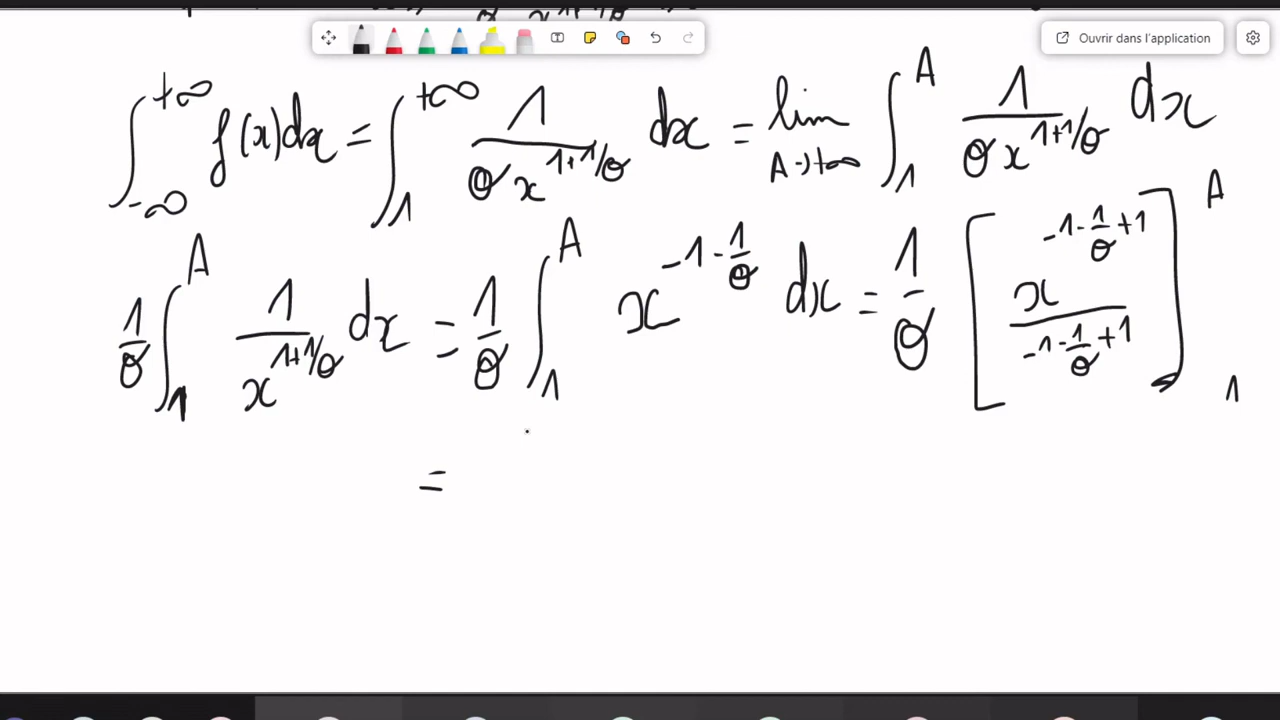 Ouvrir dans l'application
∫_{-∞}^{+∞} f(x)dx = ∫_1^{+∞} 1/(θ x^{1+1/θ}) dx = lim_{A→+∞} ∫_1^A 1/(θ x^{1+1/θ}) dx
1/θ ∫_1^A 1/(x^{1+1/θ}) dx = 1/θ ∫_1^A x^{-1-1/θ} dx = 1/θ [x^{-1-1/θ+1}/(-1-1/θ+1)]_1^A
=